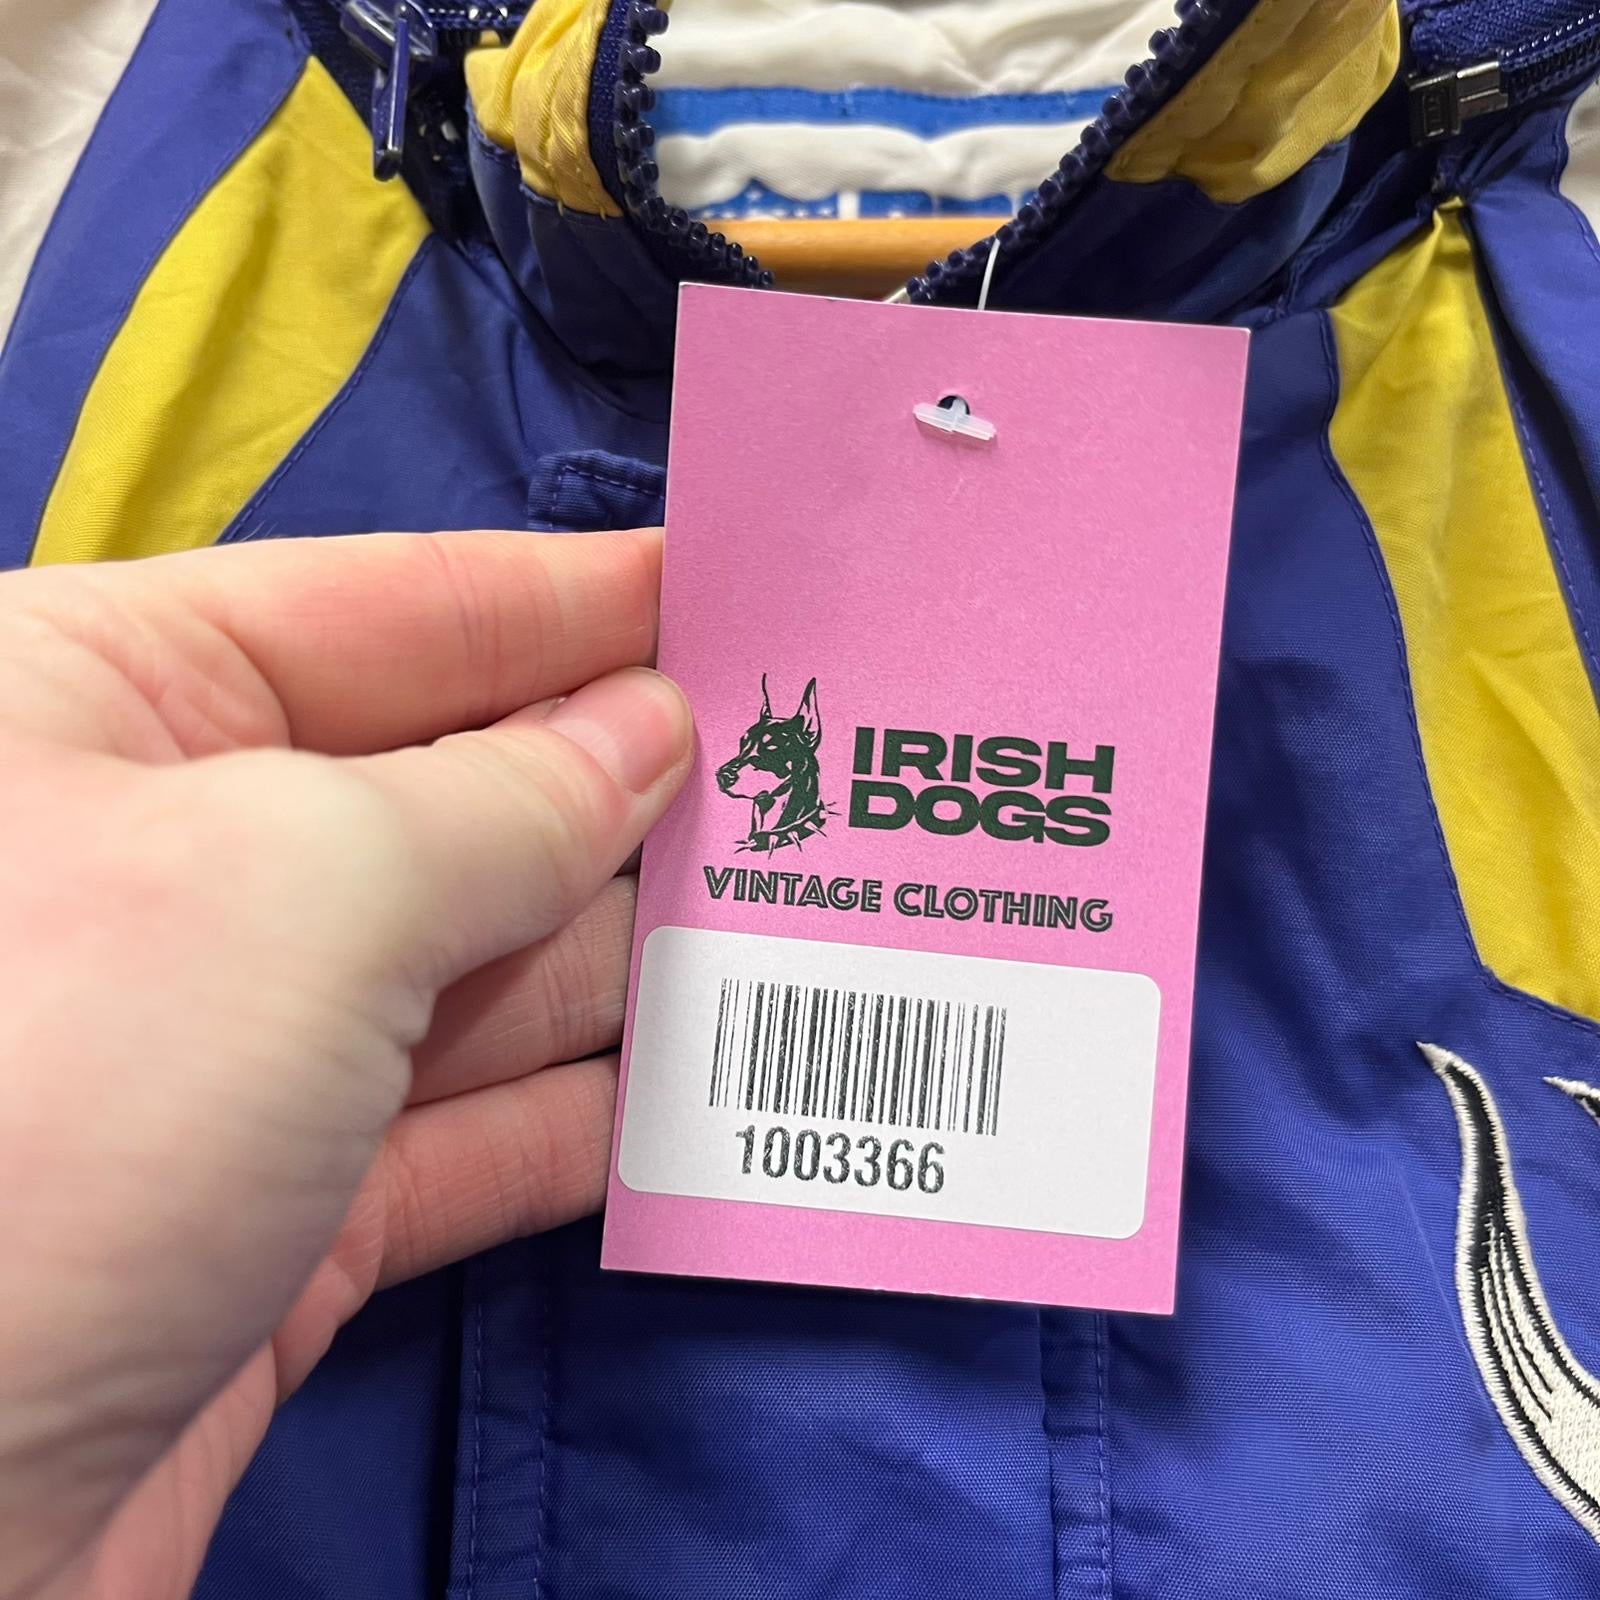 IRISH
DOGS
VINTAGE CLOTHING
1003366